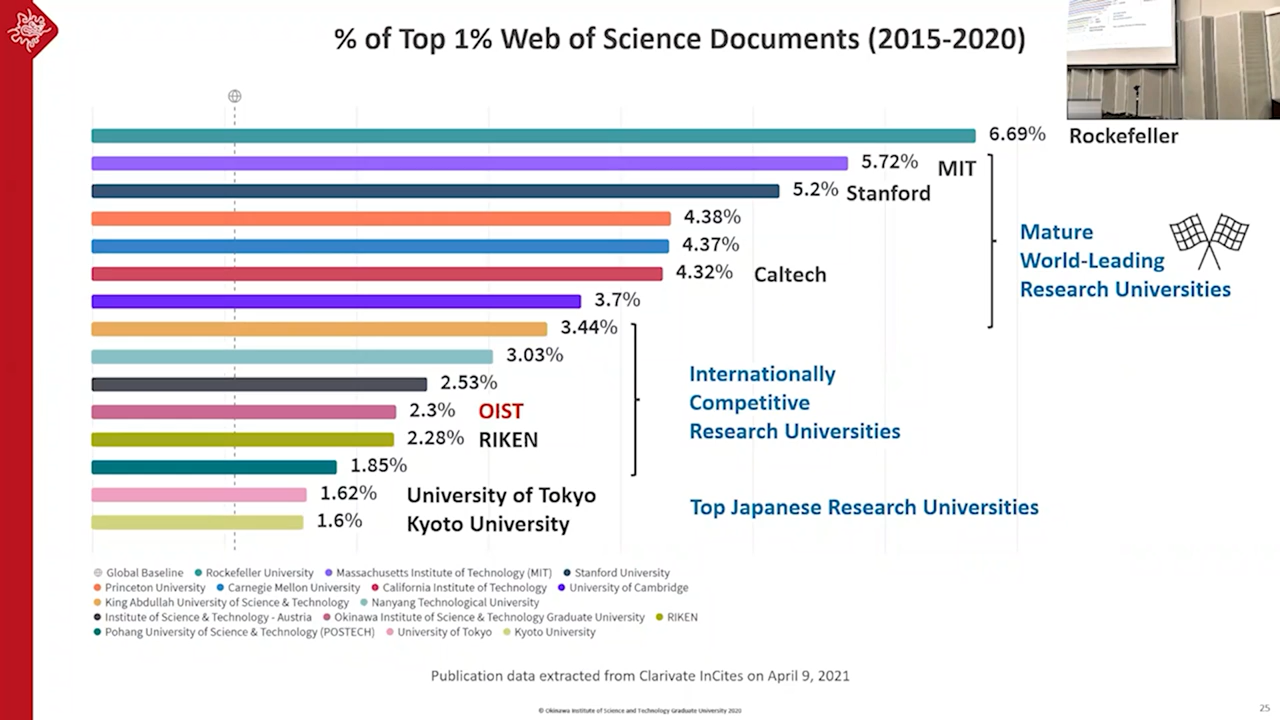 % of Top 1% Web of Science Documents (2015-2020)
6.69% Rockefeller
5.72% MIT
5.2% Stanford
4.38%
4.37%
4.32% Caltech
3.7%
3.44%
3.03%
2.53%
2.3% OIST
2.28% RIKEN
1.85%
1.62% University of Tokyo
1.6% Kyoto University
Mature
World-Leading
Research Universities
Internationally
Competitive
Research Universities
Top Japanese Research Universities
Global Baseline Rockefeller University Massachusetts Institute of Technology (MIT) Stanford University
Princeton University Carnegie Mellon University California Institute of Technology University of Cambridge
King Abdullah University of Science & Technology Nanyang Technological University
Institute of Science & Technology - Austria Okinawa Institute of Science & Technology Graduate University RIKEN
Pohang University of Science & Technology (POSTECH) University of Tokyo Kyoto University
Publication data extracted from Clarivate InCites on April 9, 2021
© Okinawa Institute of Science and Technology Graduate University 2020
25